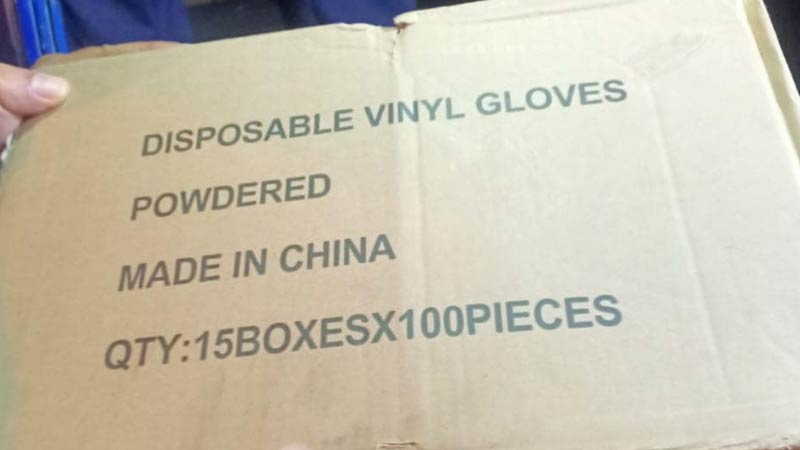 DISPOSABLE VINYL GLOVES
POWDERED
MADE IN CHINA
QTY:15BOXESX100PIECES